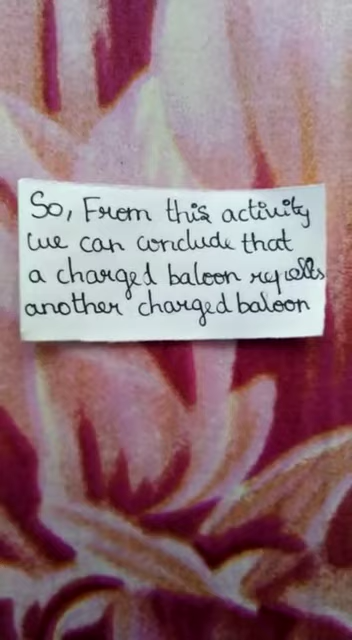 So, From this activity
we can conclude that
a charged baloon repells
another charged baloon